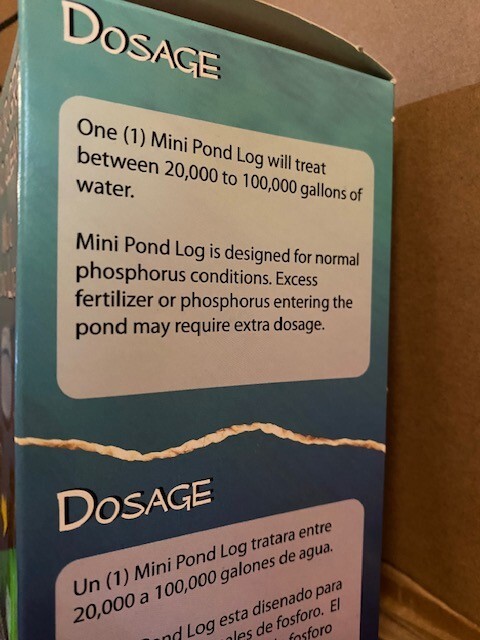 DOSAGE
One (1) Mini Pond Log will treat
between 20,000 to 100,000 gallons of
water.
Mini Pond Log is designed for normal
phosphorus conditions. Excess
fertilizer or phosphorus entering the
pond may require extra dosage.
DOSAGE
Un (1) Mini Pond Log tratara entre
20,000 a 100,000 galones de agua.
Log esta disenado para
de fosforo. El
fosforo